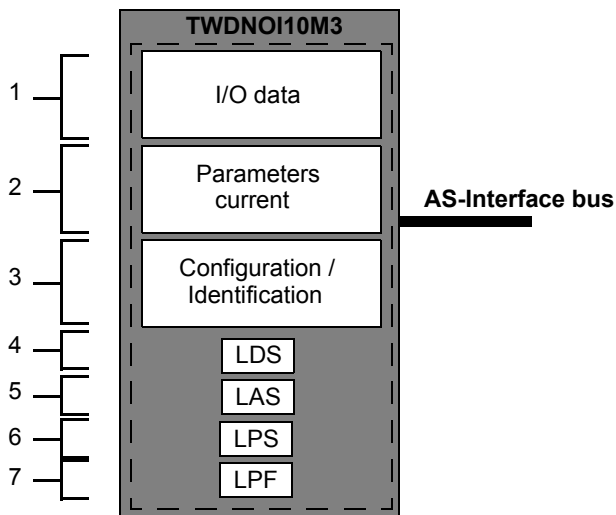 TWDNOI10M3
1
I/O data
2
Parameters
current
AS-Interface bus
3
Configuration /
Identification
4
LDS
5
LAS
6
LPS
7
LPF